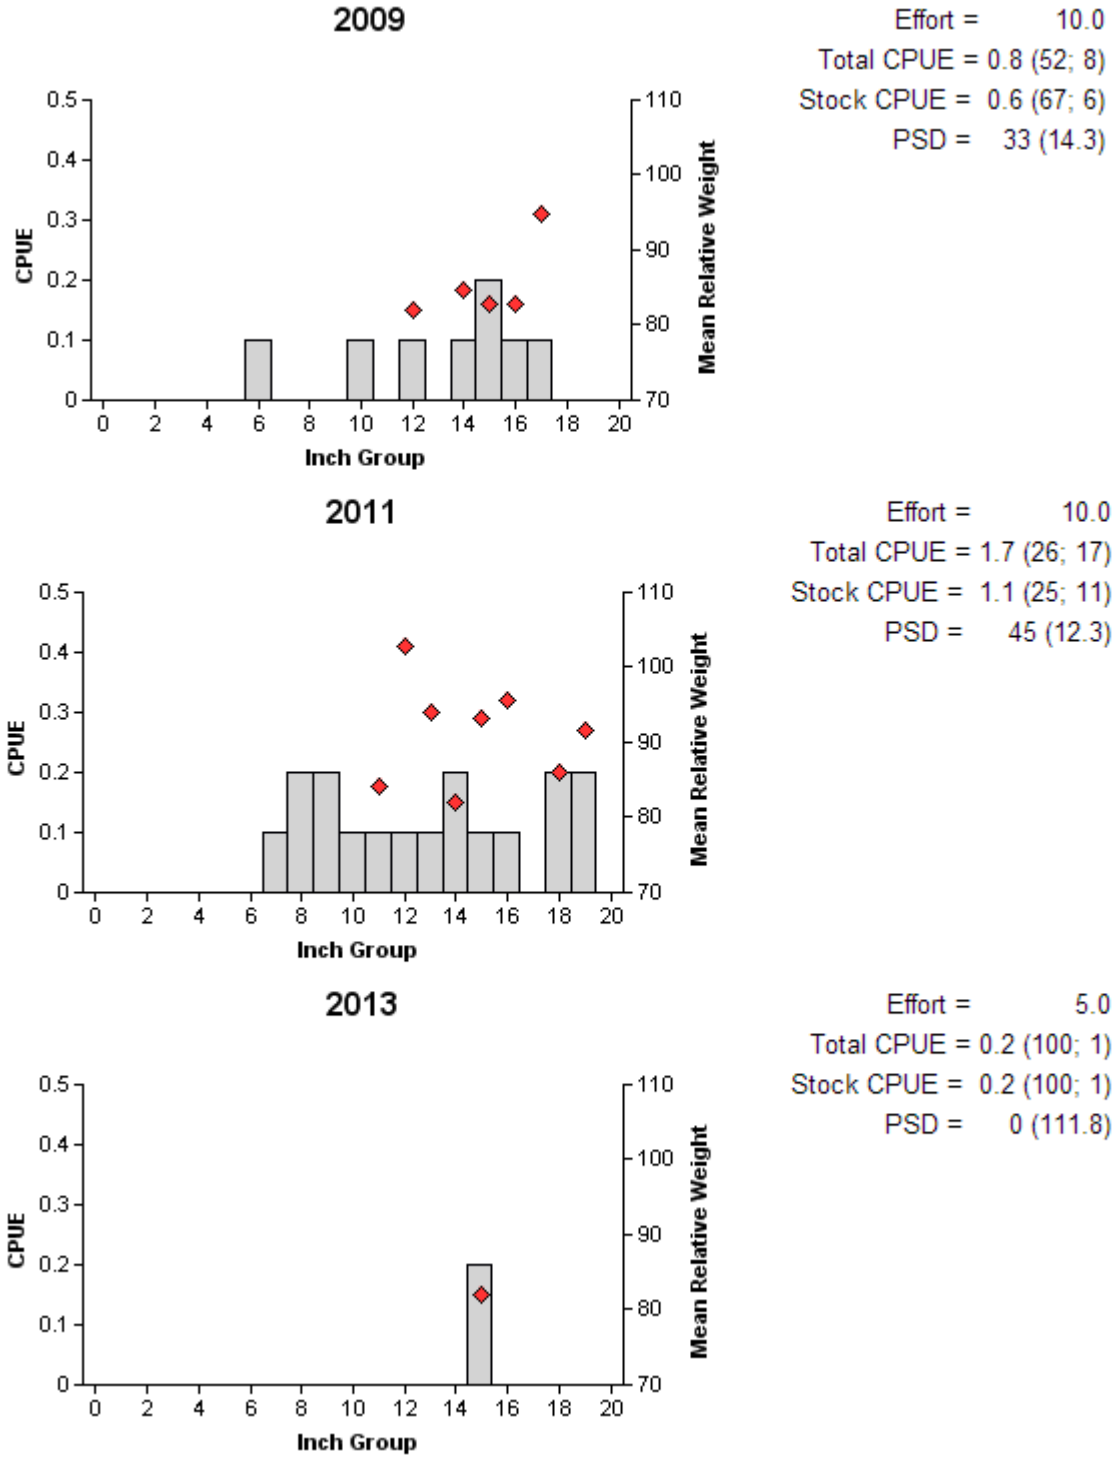 2009
Effort = 10.0
Total CPUE = 0.8 (52; 8)
Stock CPUE = 0.6 (67; 6)
PSD = 33 (14.3)
0.5
0.4
0.3
0.2
0.1
0
CPUE
110
100
90
80
70
Mean Relative Weight
0 2 4 6 8 10 12 14 16 18 20
Inch Group
2011
Effort = 10.0
Total CPUE = 1.7 (26; 17)
Stock CPUE = 1.1 (25; 11)
PSD = 45 (12.3)
0.5
0.4
0.3
0.2
0.1
0
CPUE
110
100
90
80
70
Mean Relative Weight
0 2 4 6 8 10 12 14 16 18 20
Inch Group
2013
Effort = 5.0
Total CPUE = 0.2 (100; 1)
Stock CPUE = 0.2 (100; 1)
PSD = 0 (111.8)
0.5
0.4
0.3
0.2
0.1
0
CPUE
110
100
90
80
70
Mean Relative Weight
0 2 4 6 8 10 12 14 16 18 20
Inch Group